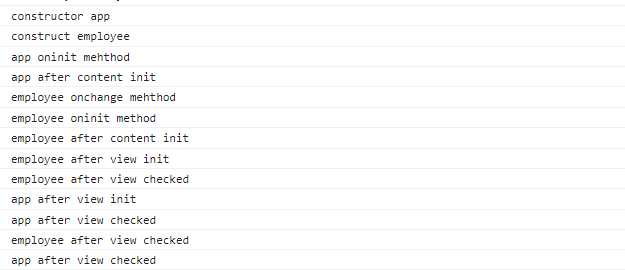 constructor app
construct employee
app oninit mehthod
app after content init
employee onchange mehthod
employee oninit method
employee after content init
employee after view init
employee after view checked
app after view init
app after view checked
employee after view checked
app after view checked